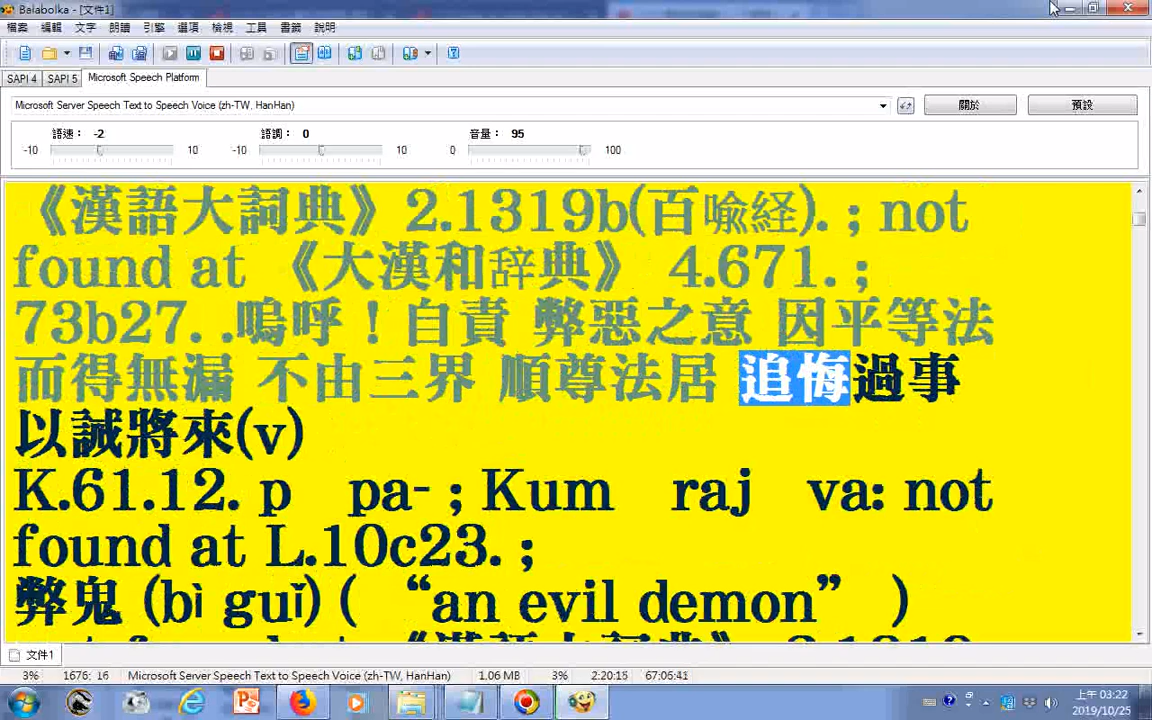 Balabolka - [文件1]
檔案 編輯 文字 朗讀 引擎 選項 檢視 工具 書籤 說明
SAPI 4 SAPI 5 Microsoft Speech Platform
Microsoft Server Speech Text to Speech Voice (zh-TW, HanHan) 關於 預設
語速： -2 語調： 0 音量： 95
-10 10 -10 10 0 100
《漢語大詞典》 2.1319b(百喻経). ; not
found at 《大漢和辞典》 4.671. ;
73b27. .嗚呼！自責 弊惡之意 因平等法
而得無漏 不由三界 順尊法居 追悔過事
以誡將來(v)
K.61.12. p pa- ; Kum raj va: not
found at L.10c23. ;
弊鬼 (bì guǐ) ( “an evil demon” )
文件1
3% 1676: 16 Microsoft Server Speech Text to Speech Voice (zh-TW, HanHan) 1.06 MB 3% 2:20:15 67:05:41
上午 03:22
2019/10/25